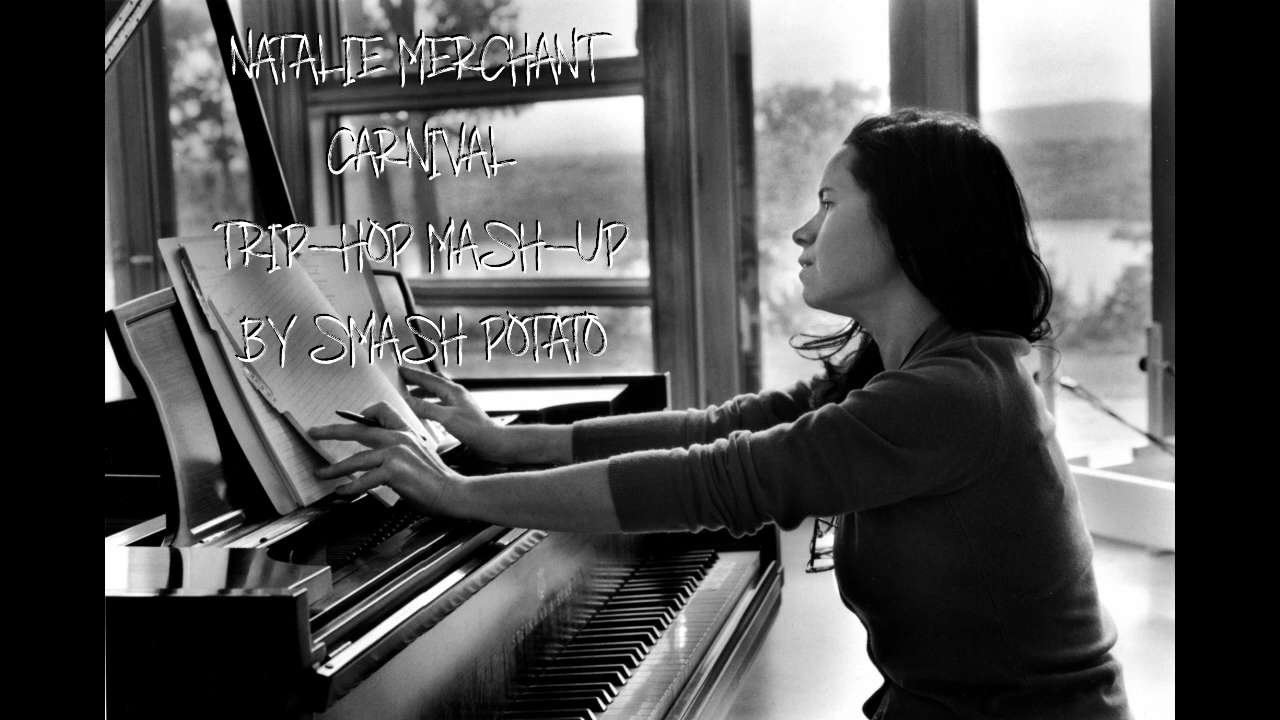 NATALIE MERCHANT
CARNIVAL
TRIP-HOP MASH-UP
BY SMASH POTATO